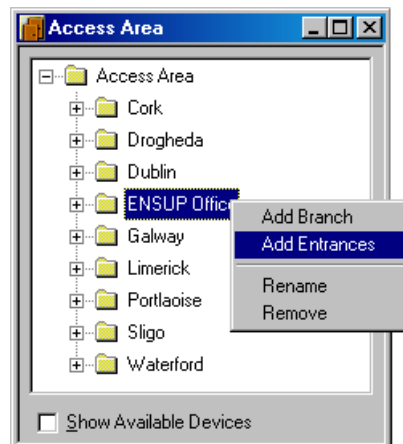 Access Area
Access Area
Cork
Drogheda
Dublin
ENSUP Office
Galway
Limerick
Portlaoise
Sligo
Waterford
Add Branch
Add Entrances
Rename
Remove
Show Available Devices